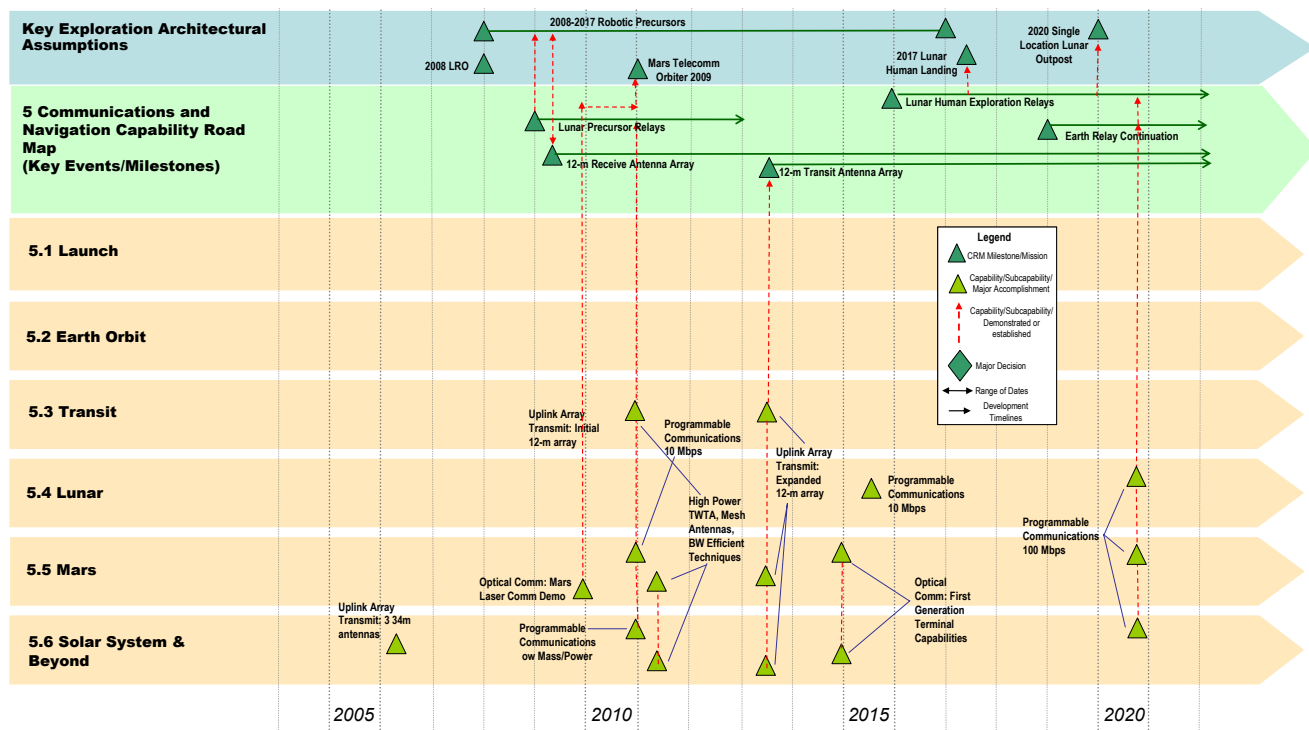 Key Exploration Architectural
Assumptions
2008-2017 Robotic Precursors
2008 LRO
Mars Telecomm
Orbiter 2009
2017 Lunar
Human Landing
2020 Single
Location Lunar
Outpost
5 Communications and
Navigation Capability Road
Map
(Key Events/Milestones)
Lunar Human Exploration Relays
Lunar Precursor Relays
Earth Relay Continuation
12-m Receive Antenna Array
12-m Transit Antenna Array
5.1 Launch
Legend
CRM Milestone/Mission
Capability/Subcapability/
Major Accomplishment
Capability/Subcapability/
Demonstrated or
established
Major Decision
Range of Dates
Development
Timelines
5.2 Earth Orbit
5.3 Transit
Uplink Array
Transmit: Initial
12-m array
Programmable
Communications
10 Mbps
Uplink Array
Transmit:
Expanded
12-m array
5.4 Lunar
High Power
TWTA, Mesh
Antennas,
BW Efficient
Techniques
Programmable
Communications
10 Mbps
Programmable
Communications
100 Mbps
5.5 Mars
Optical Comm: Mars
Laser Comm Demo
Optical
Comm: First
Generation
Terminal
Capabilities
5.6 Solar System &
Beyond
Uplink Array
Transmit: 3 34m
antennas
Programmable
Communications
ow Mass/Power
2005
2010
2015
2020